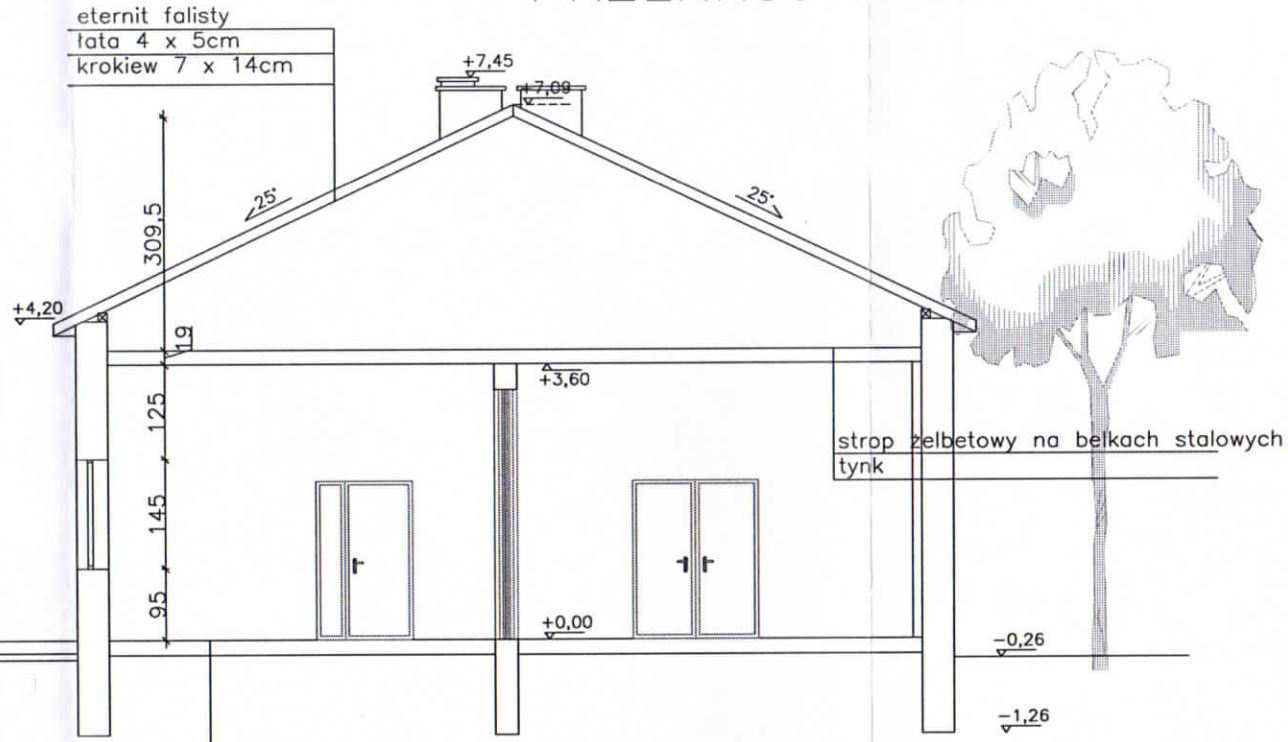 eternit falisty
łata 4 x 5cm
krokiew 7 x 14cm
+7,45
+7,09
25°
25°
309,5
+4,20
19
+3,60
125
strop żelbetowy na belkach stalowych
tynk
145
95
+0,00
-0,26
-1,26